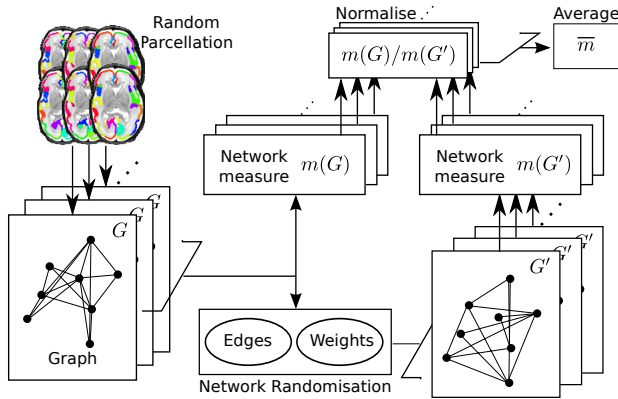 Random
Parcellation
Normalise
m(G)/m(G′)
Average
m̅
Network
measure m(G)
Network
measure m(G′)
G
G
G
Graph
G′
G′
G′
Edges
Weights
Network Randomisation